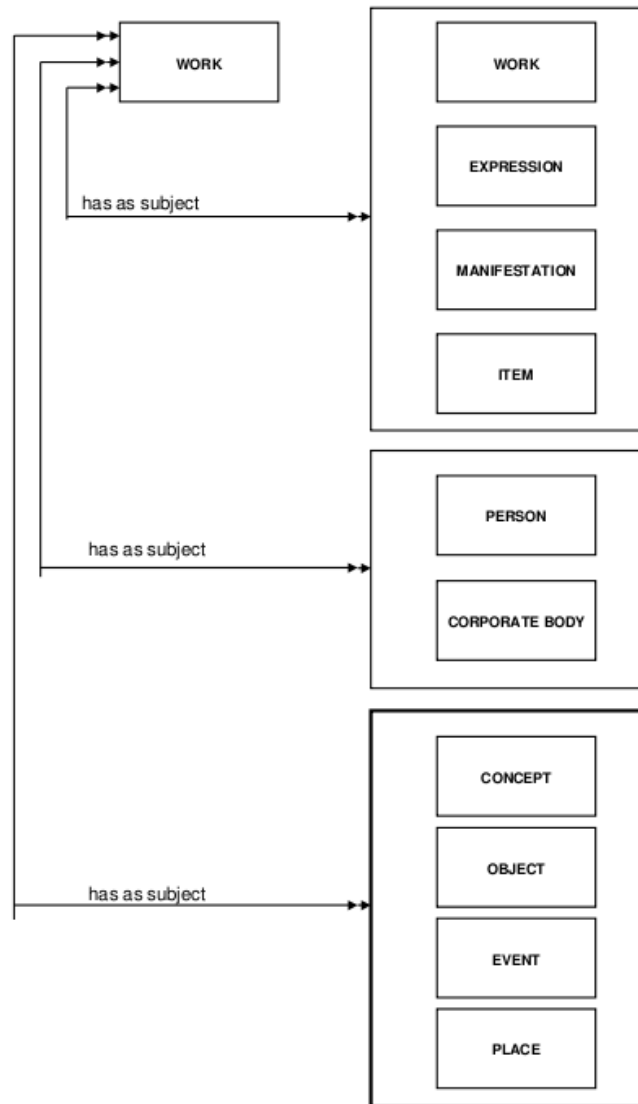 WORK
WORK
EXPRESSION
has as subject
MANIFESTATION
ITEM
PERSON
has as subject
CORPORATE BODY
CONCEPT
OBJECT
has as subject
EVENT
PLACE